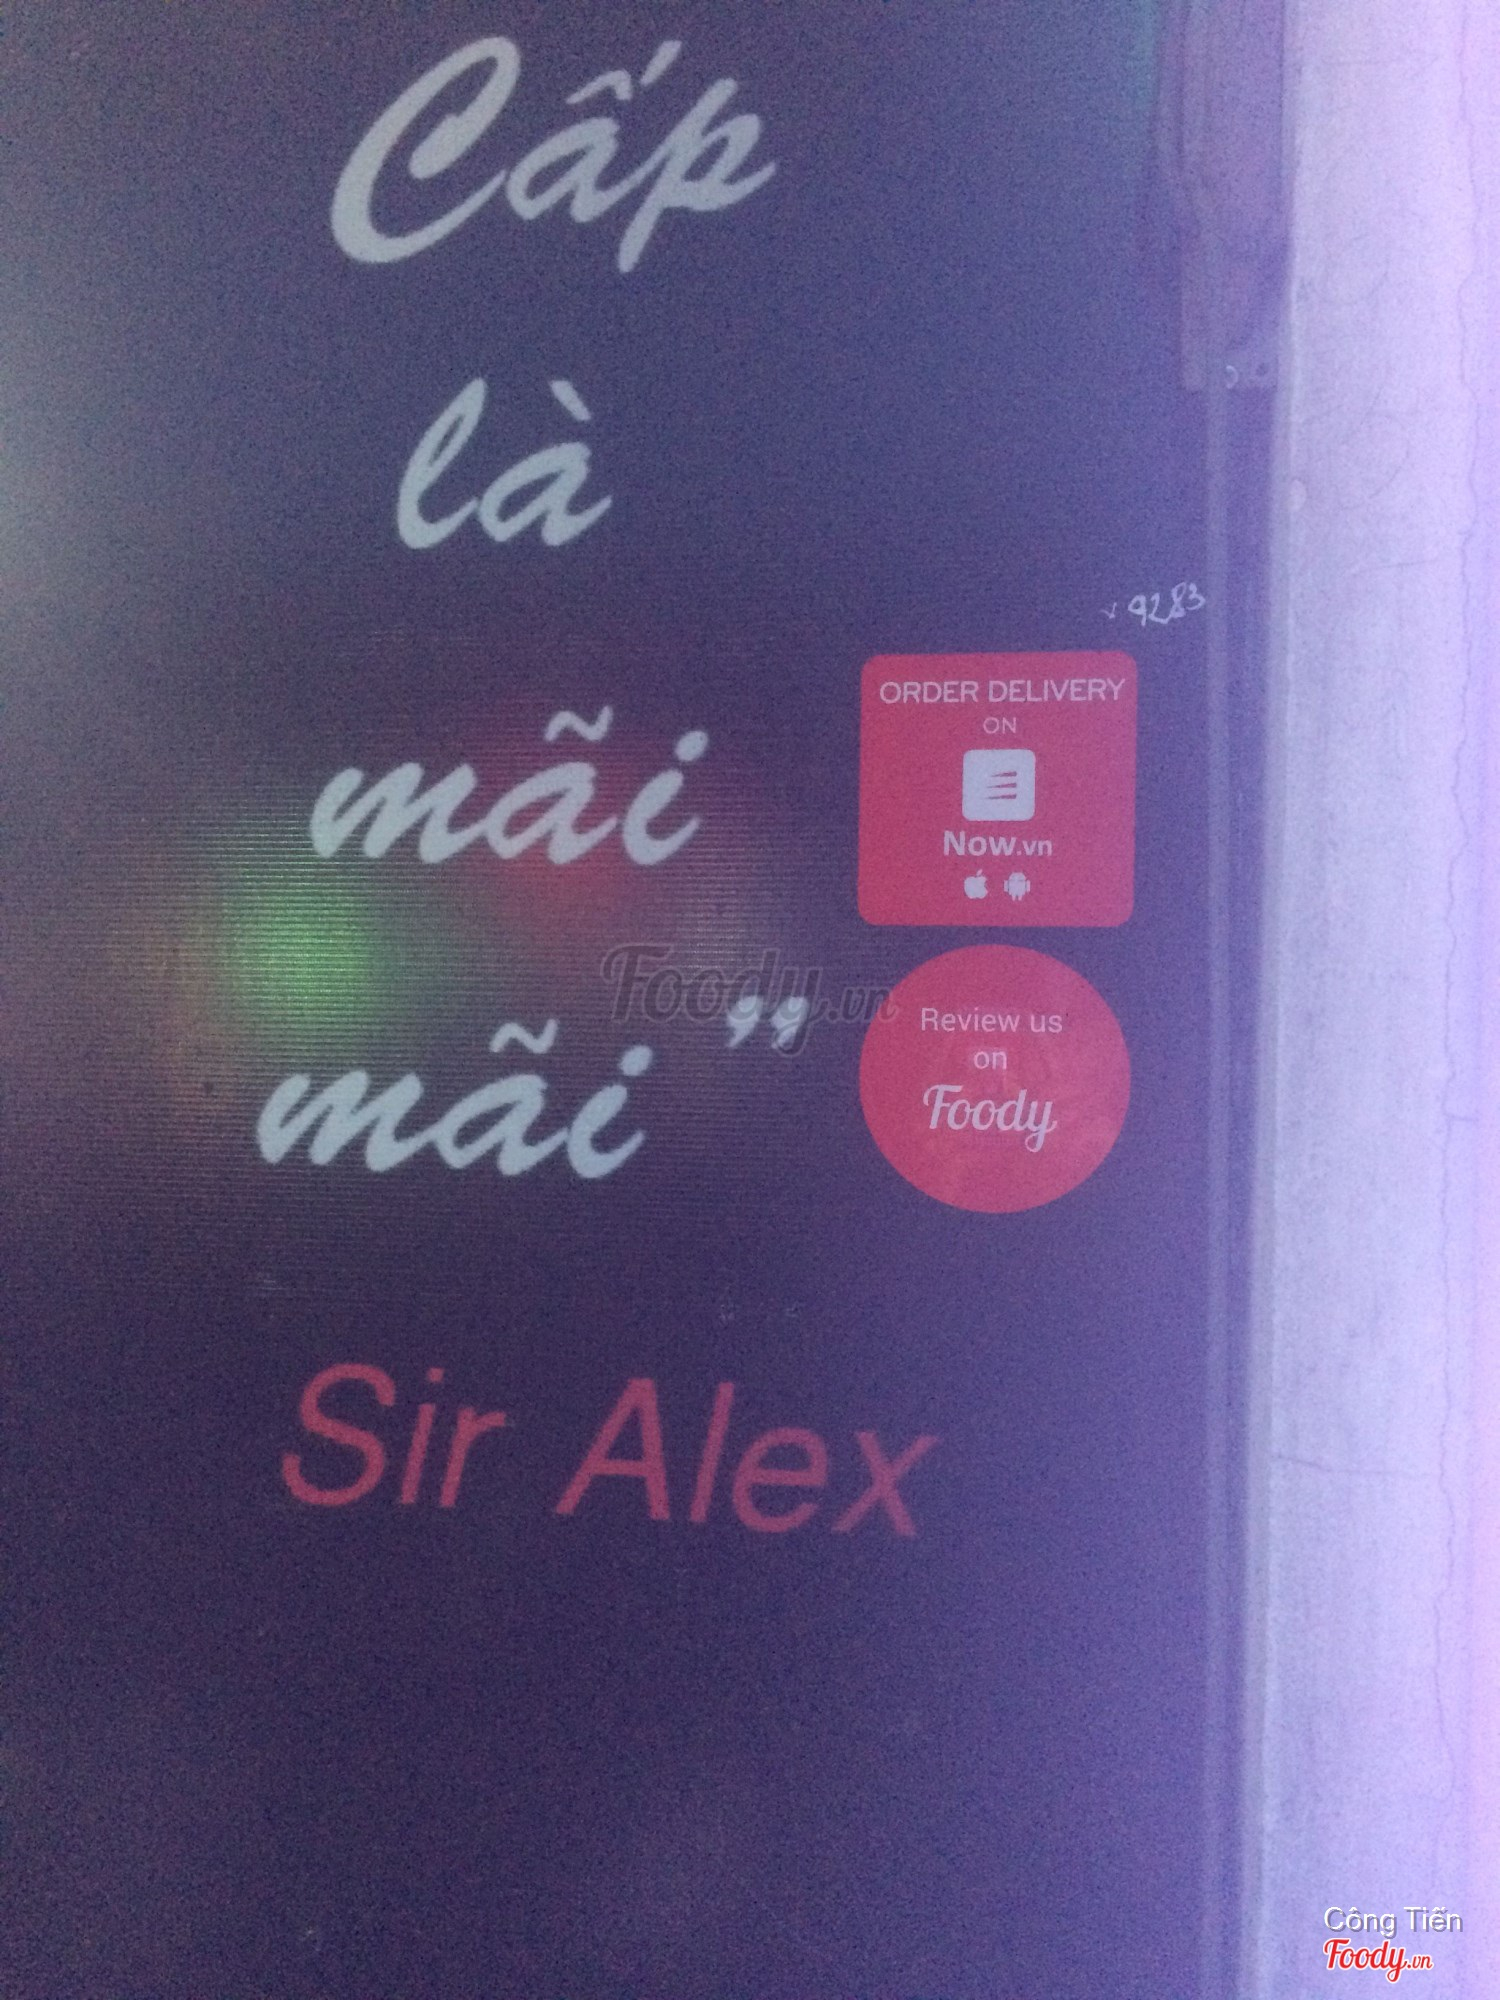 Cấp
là
mãi
mãi"
Sir Alex
9283
ORDER DELIVERY
ON
Now.vn
Review us
on
Foody
Foody.vn
Công Tiến
Foody.vn